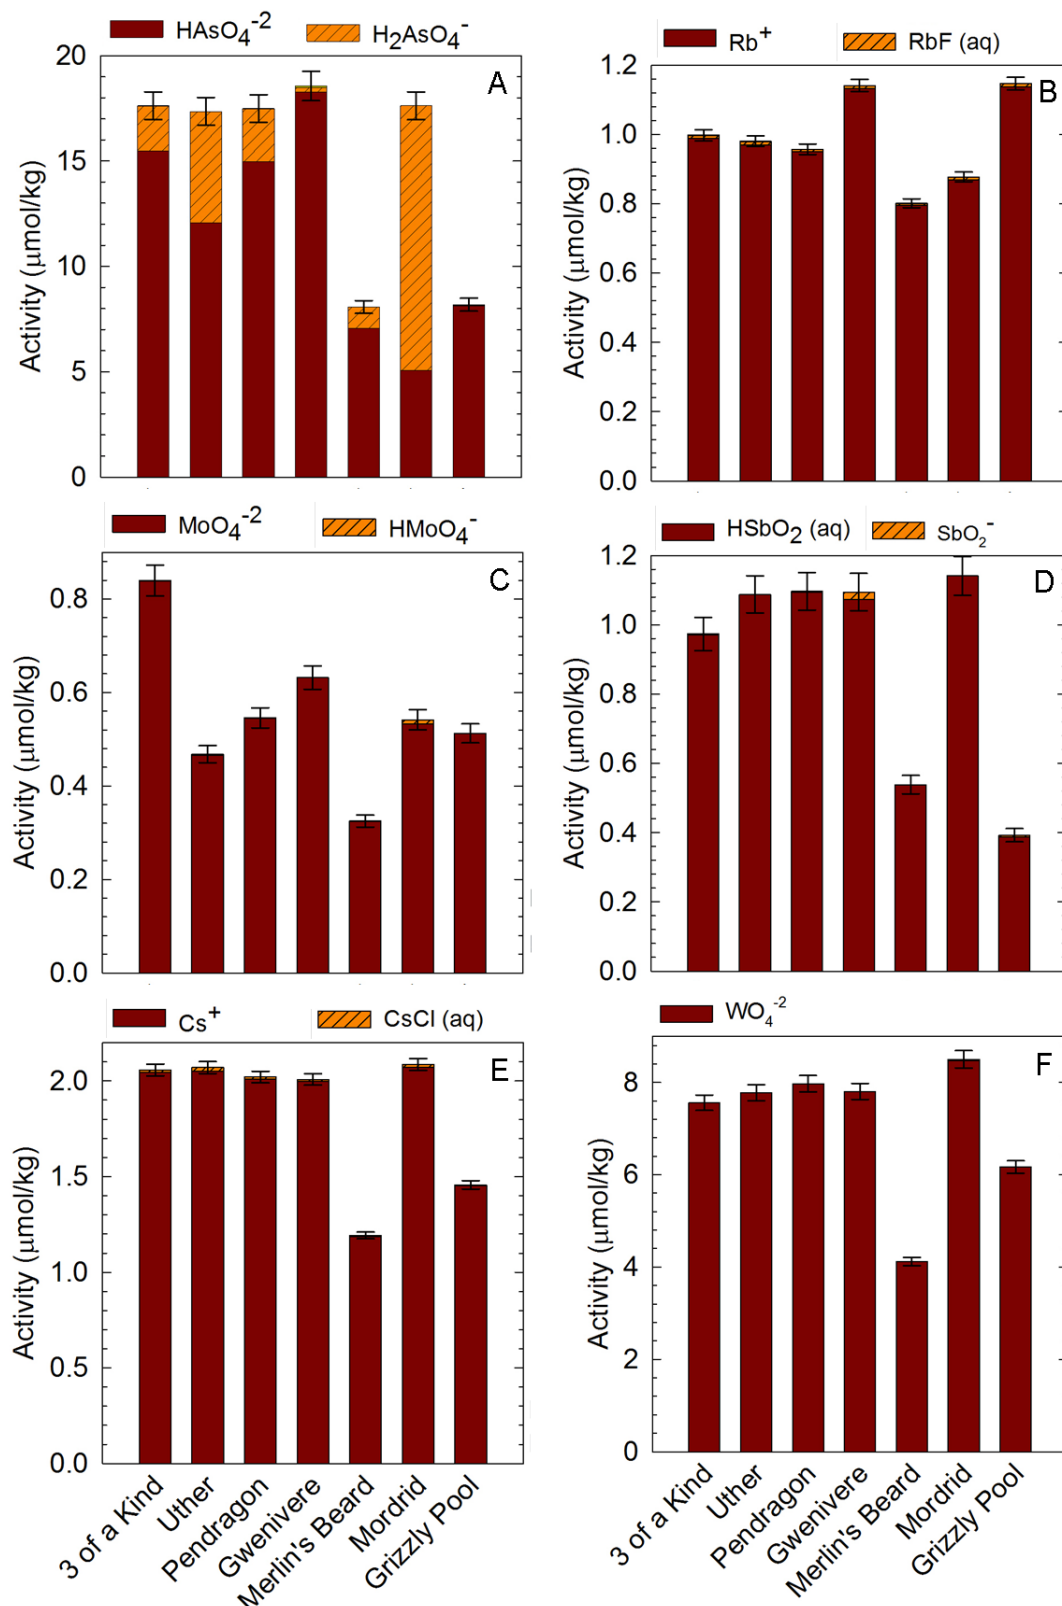 HAsO₄⁻² H₂AsO₄⁻
A
20
15
10
5
0
Activity (μmol/kg)
Rb⁺ RbF (aq)
B
1.2
1.0
0.8
0.6
0.4
0.2
0.0
Activity (μmol/kg)
MoO₄⁻² HMoO₄⁻
C
0.8
0.6
0.4
0.2
0.0
Activity (μmol/kg)
HSbO₂ (aq) SbO₂⁻
D
1.2
1.0
0.8
0.6
0.4
0.2
0.0
Activity (μmol/kg)
Cs⁺ CsCl (aq)
E
2.0
1.5
1.0
0.5
0.0
Activity (μmol/kg)
3 of a Kind
Uther
Pendragon
Gwenivere
Merlin's Beard
Mordrid
Grizzly Pool
WO₄⁻²
F
8
6
4
2
0
Activity (μmol/kg)
3 of a Kind
Uther
Pendragon
Gwenivere
Merlin's Beard
Mordrid
Grizzly Pool